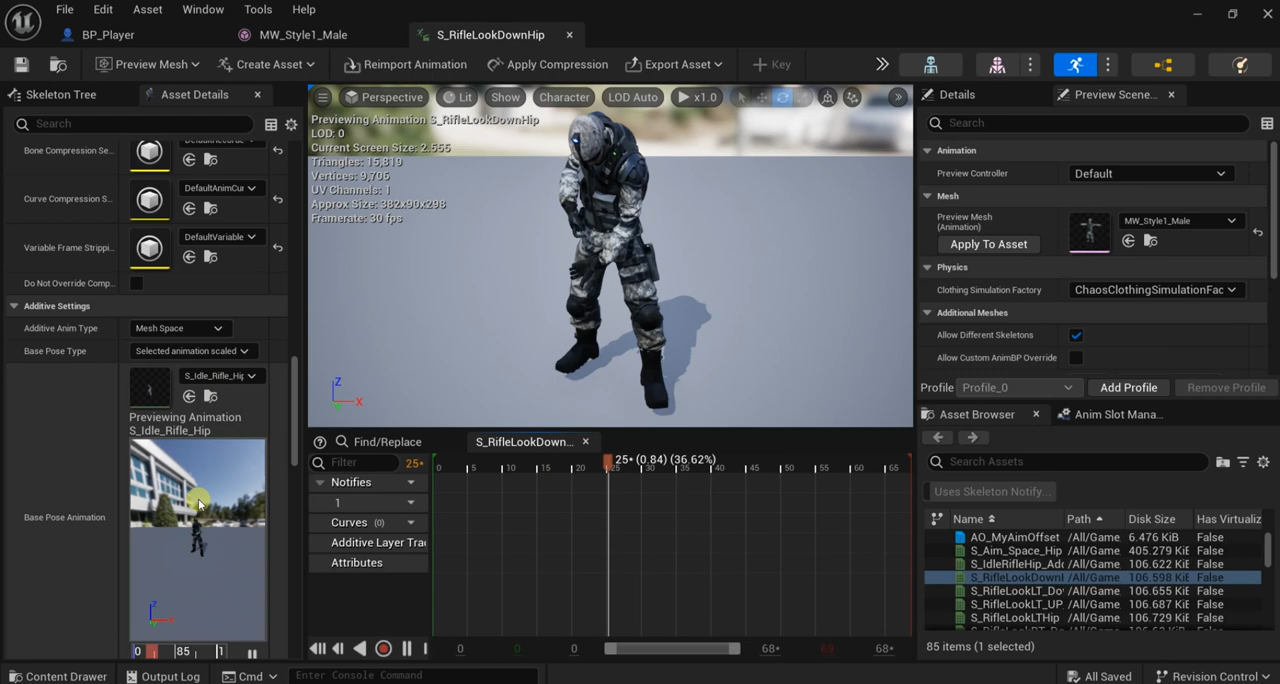 File Edit Asset Window Tools Help
BP_Player MW_Style1_Male S_RifleLookDownHip
Preview Mesh Create Asset Reimport Animation Apply Compression Export Asset Key
Skeleton Tree Asset Details
Search
Bone Compression Se...
Curve Compression S... DefaultAnimCu
Variable Frame Strippi... DefaultVariable
Do Not Override Comp...
Additive Settings
Additive Anim Type Mesh Space
Base Pose Type Selected animation scaled
S_Idle_Rifle_Hip
Previewing Animation
S_Idle_Rifle_Hip
Base Pose Animation
Z
X
0 85 1
Perspective Lit Show Character LOD Auto x1.0
Previewing Animation S_RifleLookDownHip
LOD: 0
Current Screen Size: 2.555
Triangles: 15,819
Vertices: 9,706
UV Channels: 1
Approx Size: 382x90x298
Framerate: 30 fps
Z
X
Find/Replace S_RifleLookDown...
Filter 25*
25* (0.84) (36.62%)
0 5 10 15 20 25 30 35 40 45 50 55 60 65
Notifies
1
Curves (0)
Additive Layer Trac
Attributes
0 0 0 68* 69 68*
Details Preview Scene...
Search
Animation
Preview Controller Default
Mesh
Preview Mesh
(Animation)
MW_Style1_Male
Apply To Asset
Physics
Clothing Simulation Factory ChaosClothingSimulationFac
Additional Meshes
Allow Different Skeletons
Allow Custom AnimBP Override
Profile Profile_0 Add Profile Remove Profile
Asset Browser Anim Slot Mana...
Search Assets
Uses Skeleton Notify...
Name Path Disk Size Has Virtualiz
AO_MyAimOffset /All/Game 6.476 KiB False
S_Aim_Space_Hip /All/Game 405.279 KiB False
S_IdleRifleHip_Adc /All/Game 106.622 KiB False
S_RifleLookDownH /All/Game 106.598 KiB False
S_RifleLookLT_Do /All/Game 106.655 KiB False
S_RifleLookLT_UP /All/Game 106.687 KiB False
S_RifleLookLTHip /All/Game 106.729 KiB False
85 items (1 selected)
Content Drawer Output Log Cmd Enter Console Command All Saved Revision Control